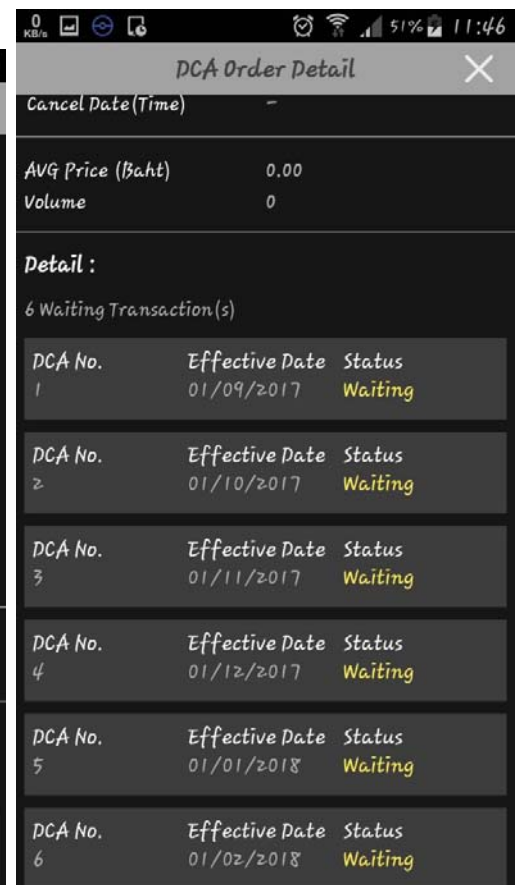 0
KB/s
51% 11:46
DCA Order Detail
Cancel Date(Time) -
AVG Price (Baht) 0.00
Volume 0
Detail :
6 Waiting Transaction(s)
DCA No. Effective Date Status
1 01/09/2017 Waiting
DCA No. Effective Date Status
2 01/10/2017 Waiting
DCA No. Effective Date Status
3 01/11/2017 Waiting
DCA No. Effective Date Status
4 01/12/2017 Waiting
DCA No. Effective Date Status
5 01/01/2018 Waiting
DCA No. Effective Date Status
6 01/02/2018 Waiting